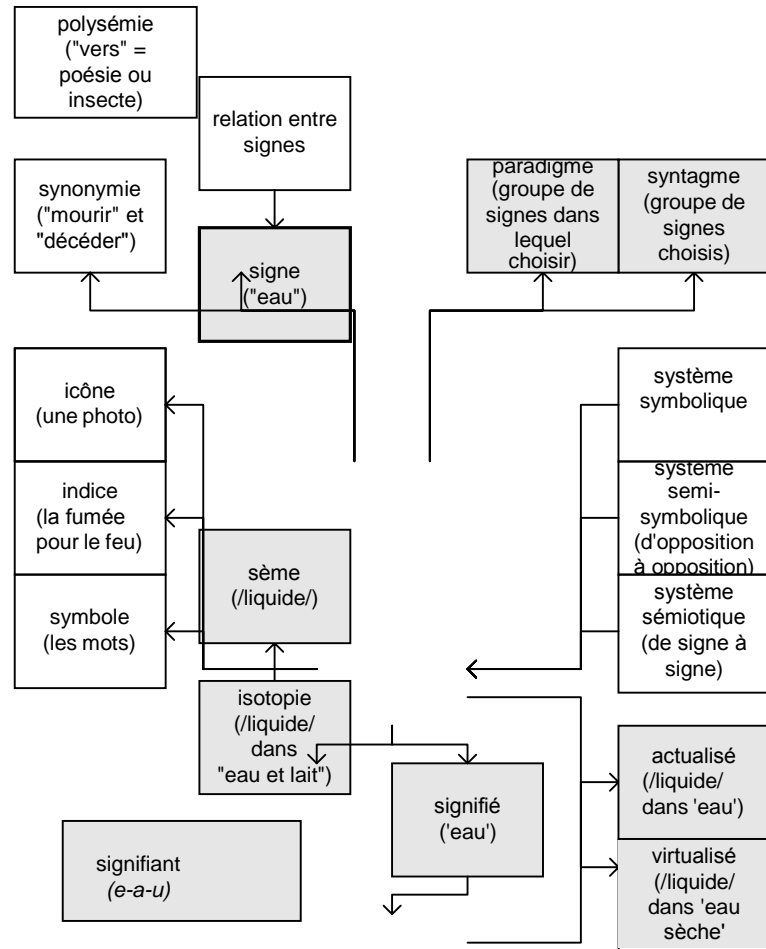 polysémie
("vers" =
poésie ou
insecte)
relation entre
signes
synonymie
("mourir" et
"décéder")
signe
("eau")
paradigme
(groupe de
signes dans
lequel
choisir)
syntagme
(groupe de
signes
choisis)
icône
(une photo)
indice
(la fumée
pour le feu)
symbole
(les mots)
système
symbolique
système
semi-
symbolique
(d'opposition
à opposition)
système
sémiotique
(de signe à
signe)
sème
(/liquide/)
isotopie
(/liquide/
dans
"eau et lait")
signifié
('eau')
signifiant
(e-a-u)
actualisé
(/liquide/
dans 'eau')
virtualisé
(/liquide/
dans 'eau
sèche'